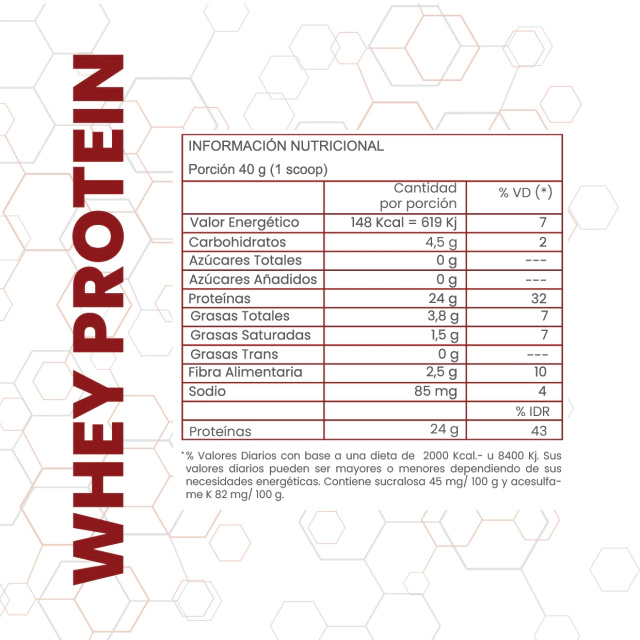 WHEY PROTEIN
INFORMACIÓN NUTRICIONAL
Porción 40 g (1 scoop)
Cantidad por porción % VD (*)
Valor Energético 148 Kcal = 619 Kj 7
Carbohidratos 4,5 g 2
Azúcares Totales 0 g ---
Azúcares Añadidos 0 g ---
Proteínas 24 g 32
Grasas Totales 3,8 g 7
Grasas Saturadas 1,5 g 7
Grasas Trans 0 g ---
Fibra Alimentaria 2,5 g 10
Sodio 85 mg 4
% IDR
Proteínas 24 g 43
*% Valores Diarios con base a una dieta de 2000 Kcal.- u 8400 Kj. Sus
valores diarios pueden ser mayores o menores dependiendo de sus
necesidades energéticas. Contiene sucralosa 45 mg/ 100 g y acesulfa-
me K 82 mg/ 100 g.